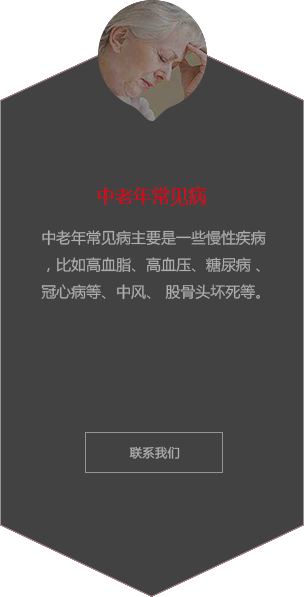 中老年常见病
中老年常见病主要是一些慢性疾病
，比如高血脂、高血压、糖尿病 、
冠心病等、中风、 股骨头坏死等。
联系我们